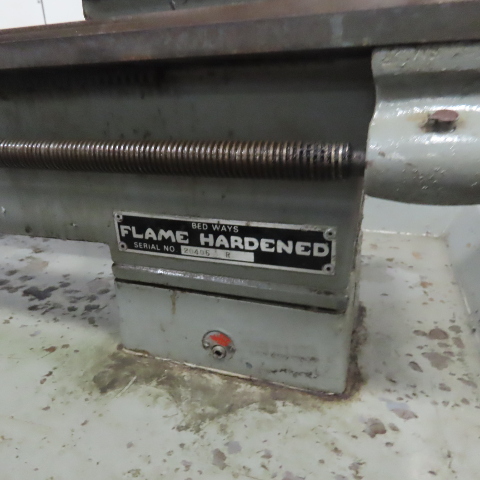 BED WAYS
FLAME HARDENED
SERIAL NO